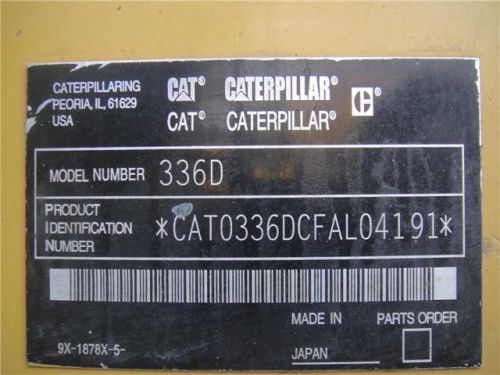 CATERPILLARING
PEORIA, IL, 61629
USA
CAT® CATERPILLAR®
CAT® CATERPILLAR®
C
MODEL NUMBER 336D
PRODUCT
IDENTIFICATION
NUMBER
*CAT0336DCFAL04191*
MADE IN PARTS ORDER
9X-1878X-5-
JAPAN